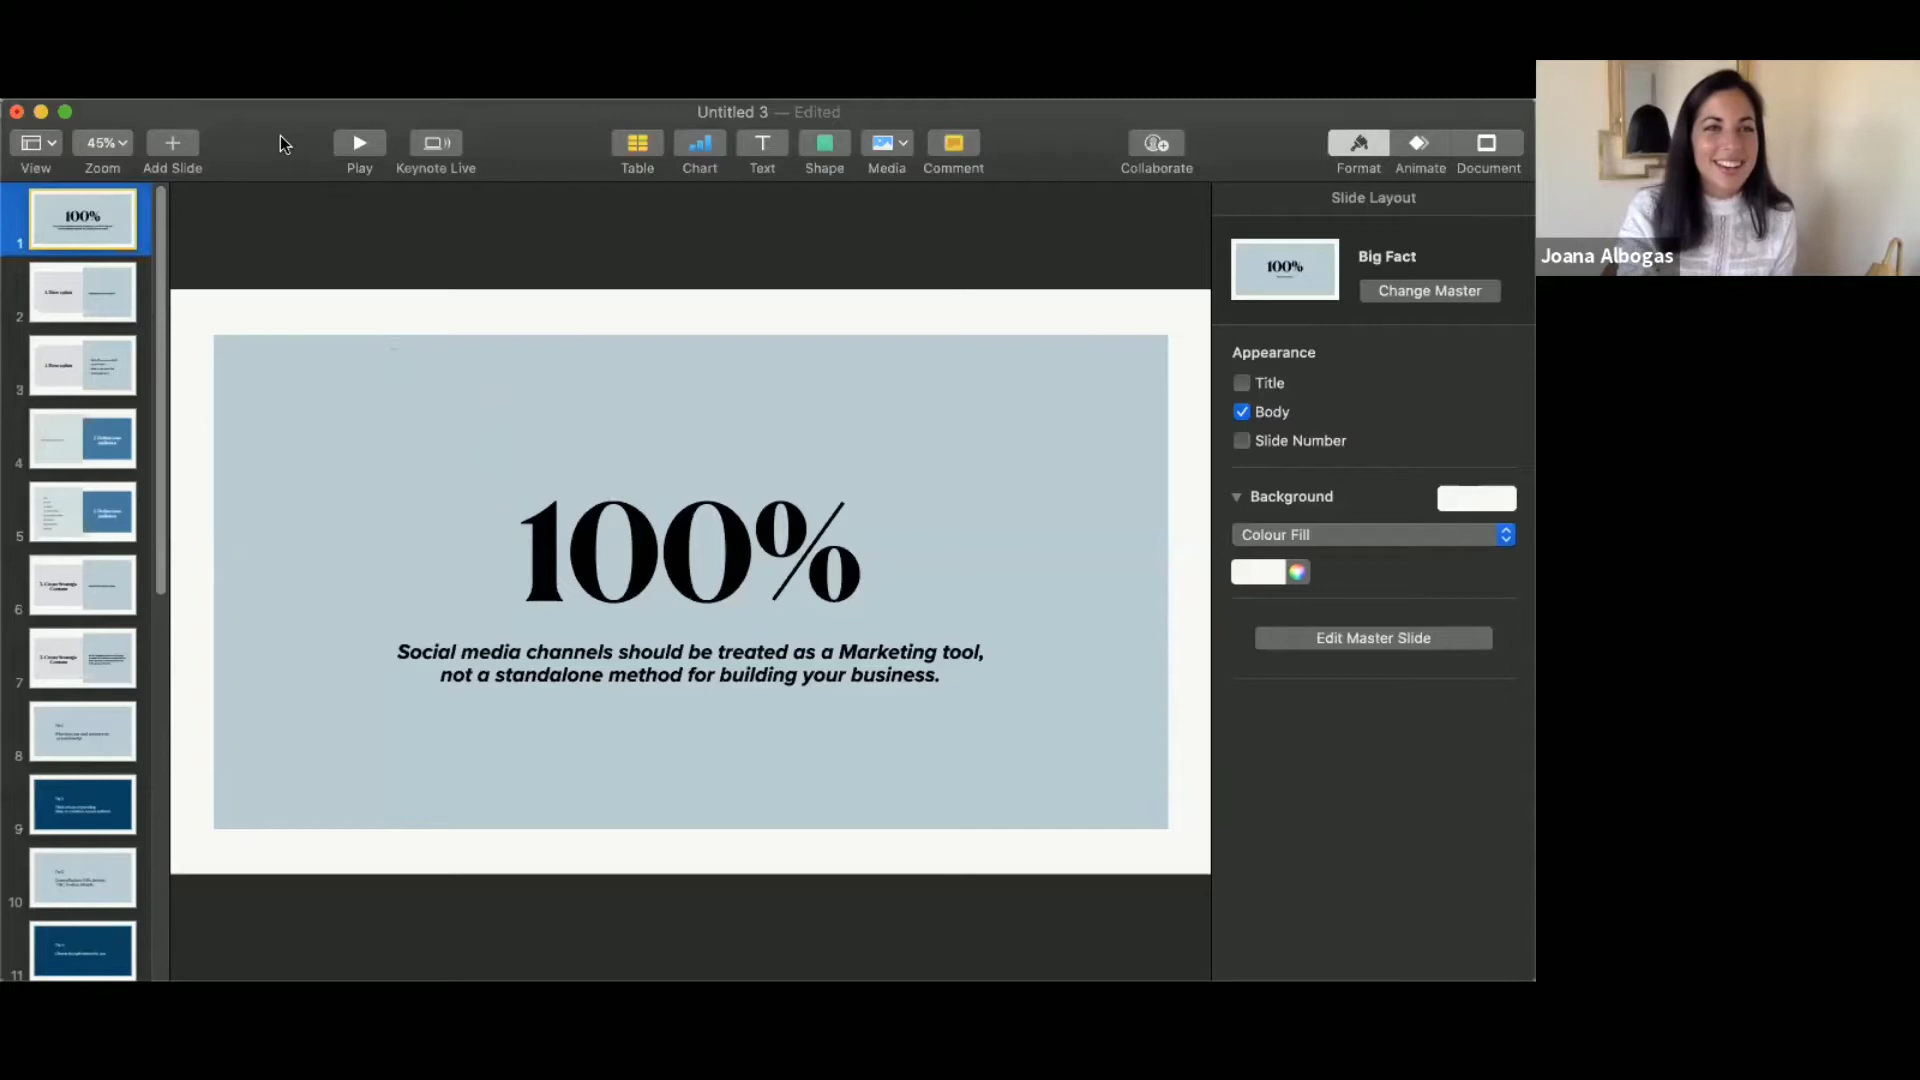 Untitled 3 — Edited
45%
View
Zoom
Add Slide
Play
Keynote Live
Table
Chart
Text
Shape
Media
Comment
Collaborate
Format
Animate
Document
1
2
3
4
5
6
7
8
9
10
11
100%
100%
Social media channels should be treated as a Marketing tool,
not a standalone method for building your business.
Slide Layout
100%
Big Fact
Change Master
Appearance
Title
Body
Slide Number
Background
Colour Fill
Edit Master Slide
Joana Albogas